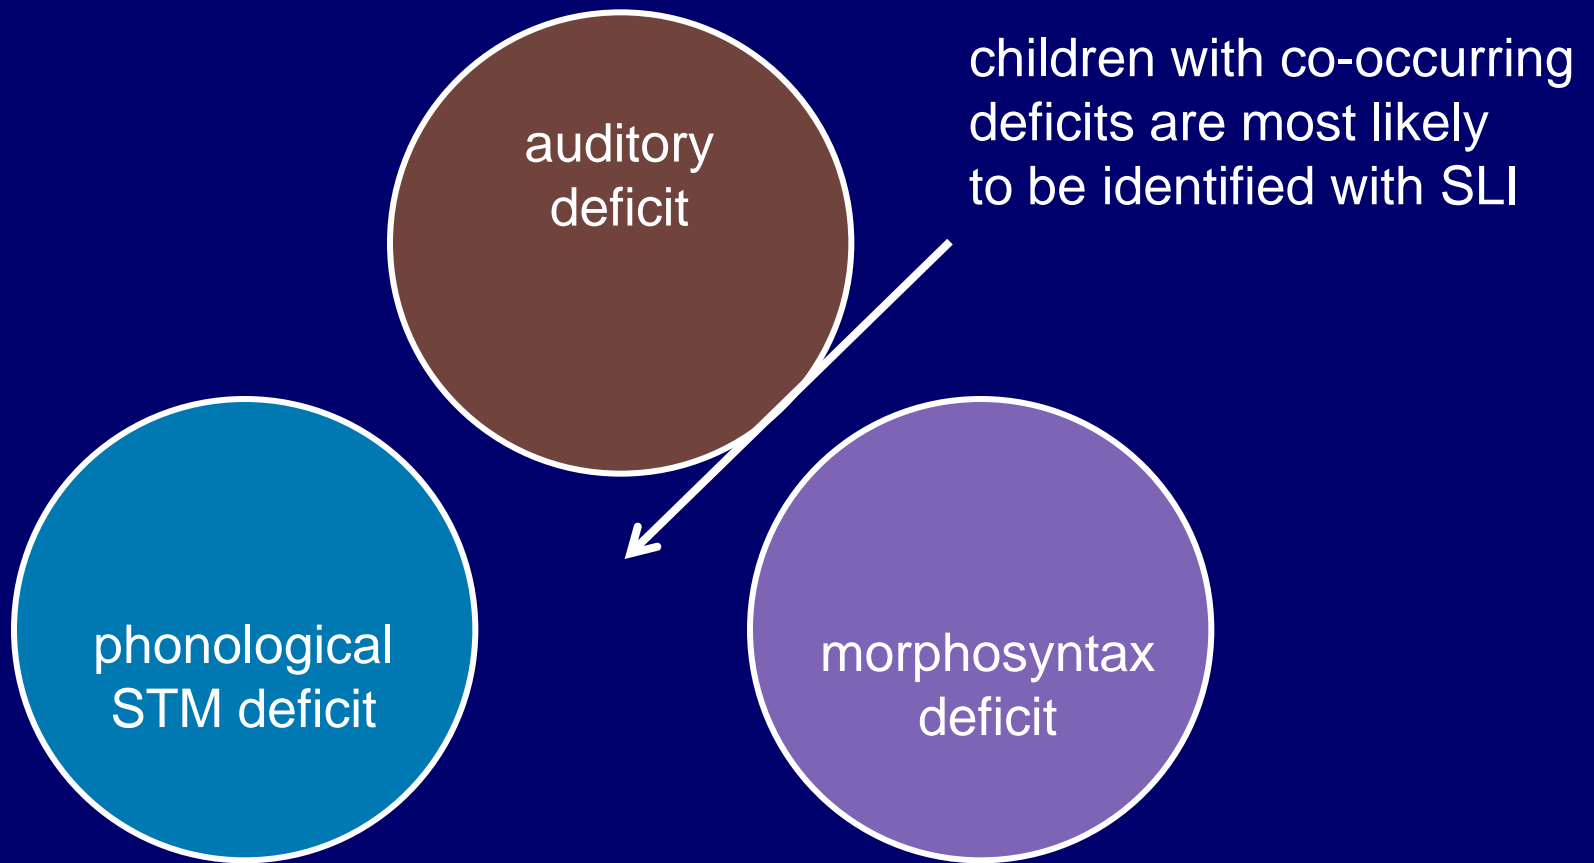 children with co-occurring
deficits are most likely
to be identified with SLI
auditory
deficit
phonological
STM deficit
morphosyntax
deficit